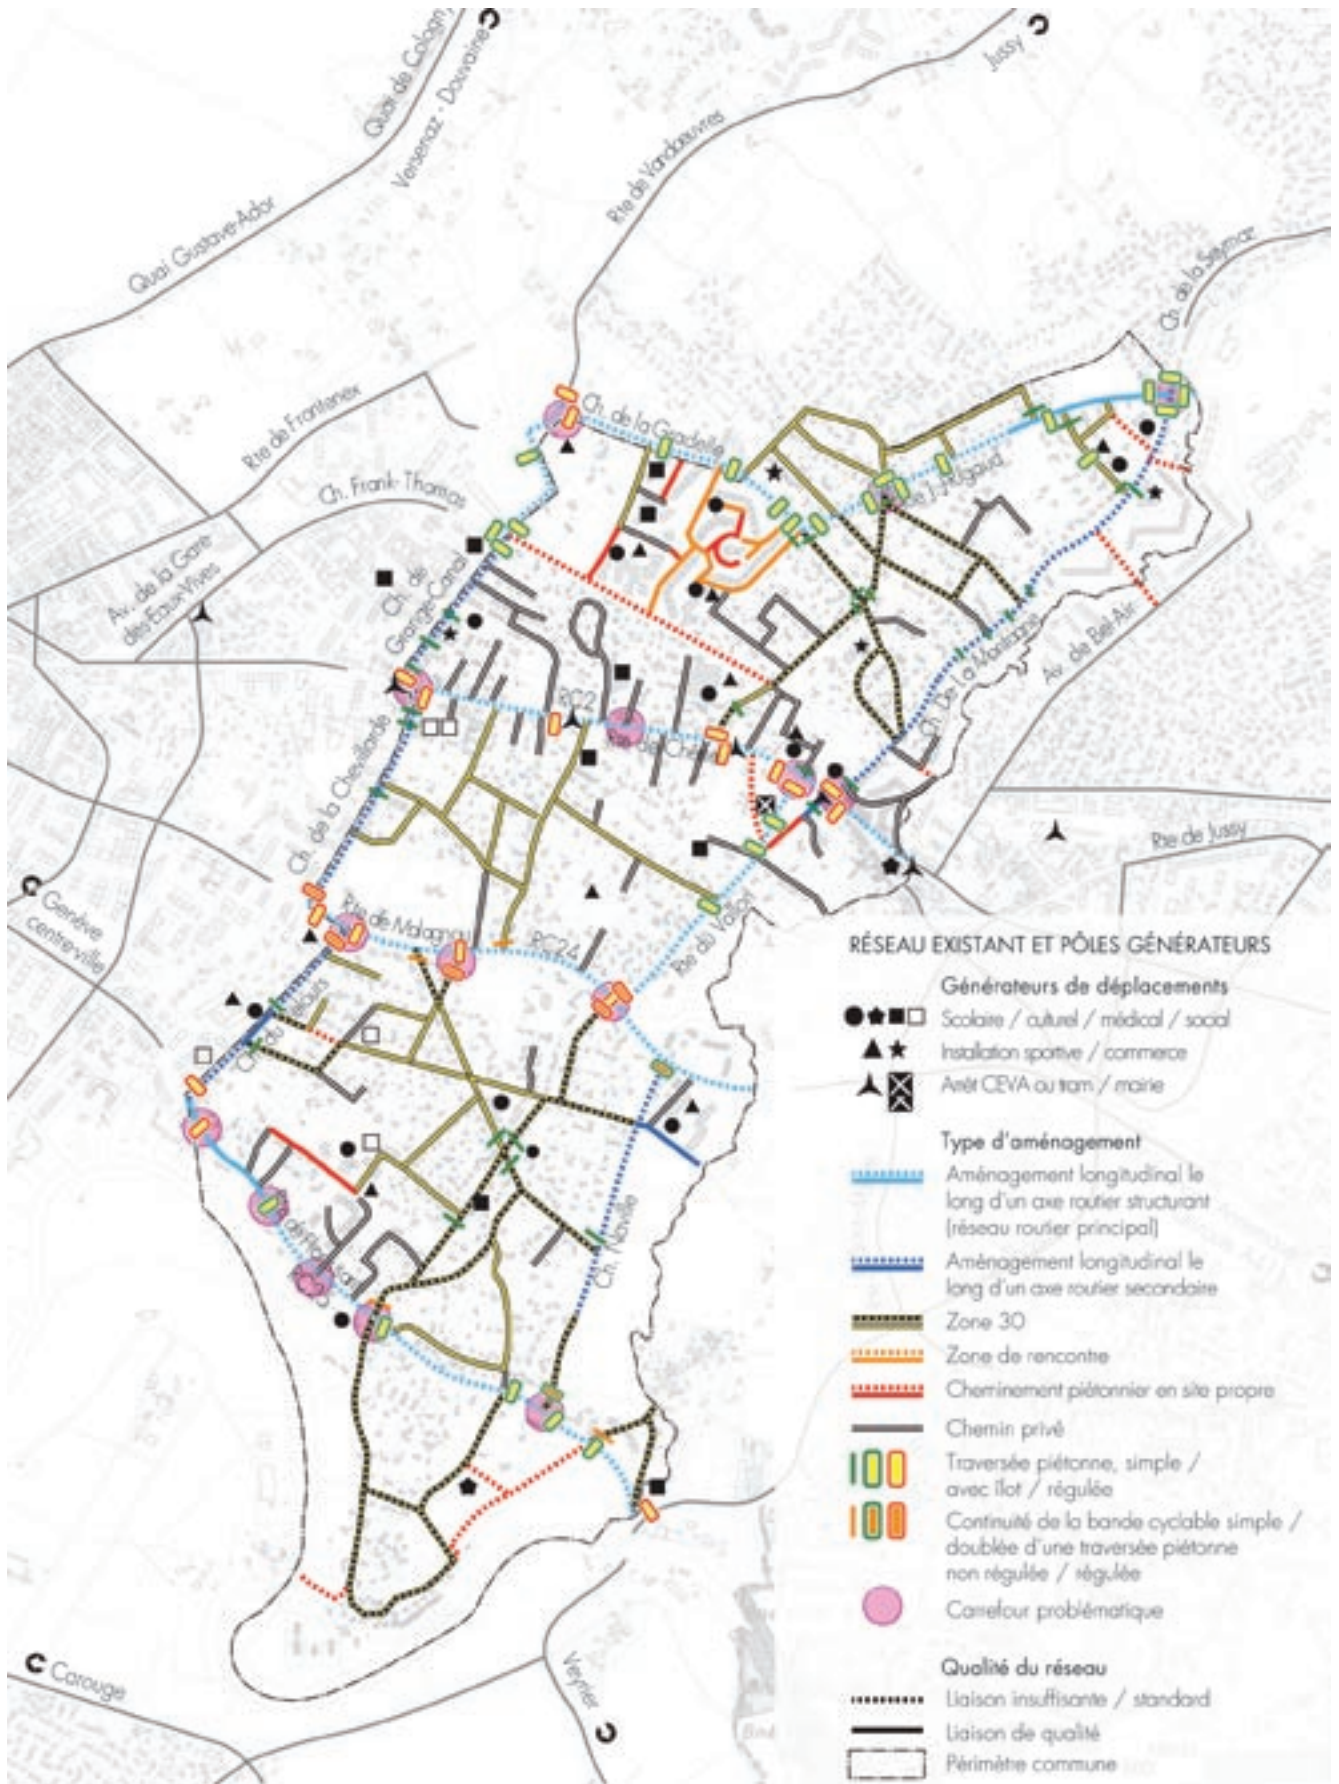 Quai de Cologny
Versenaz - Douvaine
Jussy
Rte de Vandoeuvres
Quai Gustave-Ador
Ch. de la Seymaz
Rte de Frontenex
Ch. de la Gradelle
Ch. Frank-Thomas
Av. de la Gare
des Eaux-Vives
Ch. de
Grange-Canal
RC2
Ch. De La Montagne
Av. de Bel-Air
Ch. de la Chevillarde
Rte de Jussy
Genève
centre-ville
Rte de Malagnou
RC2A
Rte du Vallon
Ch. du Velours
Ch. Naville
Carouge
Veyrier
RÉSEAU EXISTANT ET PÔLES GÉNÉRATEURS
Générateurs de déplacements
Scolaire / culturel / médical / social
Installation sportive / commerce
Arrêt CEVA ou tram / mairie
Type d'aménagement
Aménagement longitudinal le
long d'un axe routier structurant
(réseau routier principal)
Aménagement longitudinal le
long d'un axe routier secondaire
Zone 30
Zone de rencontre
Cheminement piétonnier en site propre
Chemin privé
Traversée piétonne, simple /
avec îlot / régulée
Continuité de la bande cyclable simple /
doublée d'une traversée piétonne
non régulée / régulée
Carrefour problématique
Qualité du réseau
Liaison insuffisante / standard
Liaison de qualité
Périmètre commune